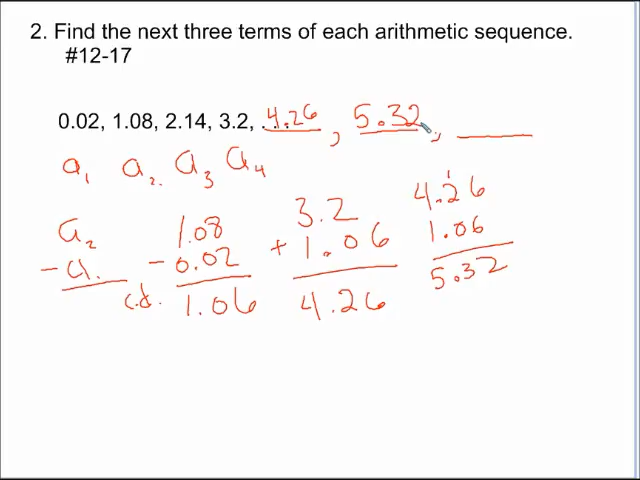 2. Find the next three terms of each arithmetic sequence.
#12-17
0.02, 1.08, 2.14, 3.2, . . . 4.26, 5.32, ____
a₁ a₂. a₃ a₄
a₂ 1.08 3.2 4.26
- a₁. - 0.02 + 1.06 1.06
c.d. 1.06 4.26 5.32